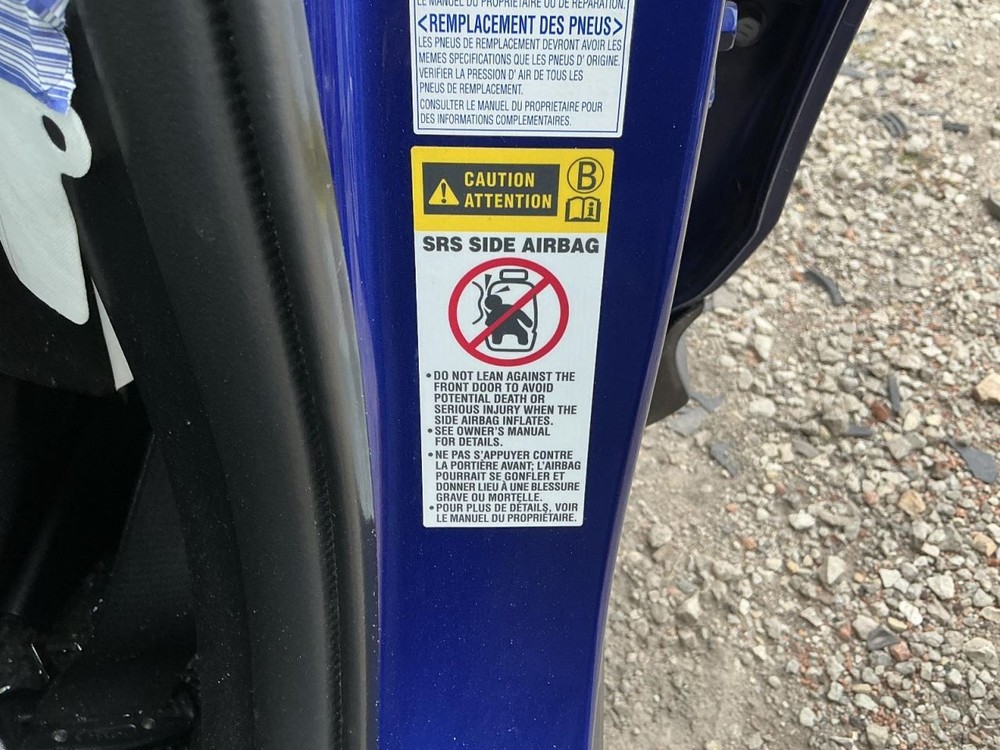 LE MANUEL DU PROPRIETAIRE OU DE REPARATION.
<REMPLACEMENT DES PNEUS>
LES PNEUS DE REMPLACEMENT DEVRONT AVOIR LES
MEMES SPECIFICATIONS QUE LES PNEUS D' ORIGINE.
VERIFIER LA PRESSION D' AIR DE TOUS LES
PNEUS DE REMPLACEMENT.
CONSULTER LE MANUEL DU PROPRIETAIRE POUR
DES INFORMATIONS COMPLEMENTAIRES.
CAUTION
ATTENTION
B
i
SRS SIDE AIRBAG
• DO NOT LEAN AGAINST THE
FRONT DOOR TO AVOID
POTENTIAL DEATH OR
SERIOUS INJURY WHEN THE
SIDE AIRBAG INFLATES.
• SEE OWNER'S MANUAL
FOR DETAILS.
• NE PAS S'APPUYER CONTRE
LA PORTIÈRE AVANT; L'AIRBAG
POURRAIT SE GONFLER ET
DONNER LIEU À UNE BLESSURE
GRAVE OU MORTELLE.
• POUR PLUS DE DÉTAILS, VOIR
LE MANUEL DU PROPRIÉTAIRE.